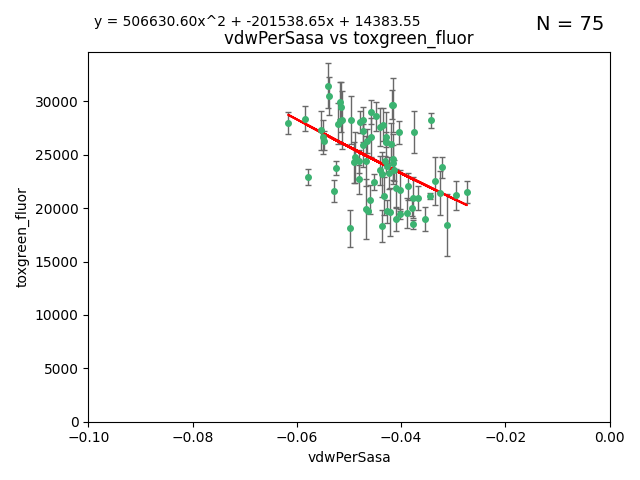 y = 506630.60x^2 + -201538.65x + 14383.55
N = 75
vdwPerSasa vs toxgreen_fluor
30000
25000
20000
15000
10000
5000
0
toxgreen_fluor
−0.10
−0.08
−0.06
−0.04
−0.02
0.00
vdwPerSasa